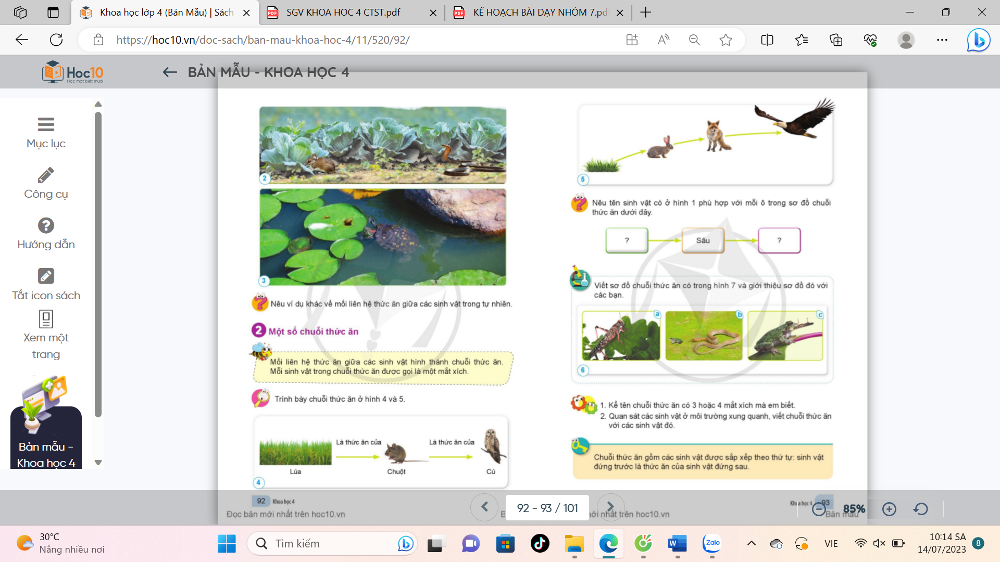 Khoa học lớp 4 (Bản Mẫu) | Sách
SGV KHOA HOC 4 CTST.pdf
KẾ HOẠCH BÀI DẠY NHÓM 7.pdf
https://hoc10.vn/doc-sach/ban-mau-khoa-hoc-4/11/520/92/
Hoc10
Học một biết mười
BẢN MẪU - KHOA HỌC 4
Mục lục
Công cụ
Hướng dẫn
Tắt icon sách
Xem một
trang
Bản mẫu -
Khoa học 4
2
3
Nêu ví dụ khác về mối liên hệ thức ăn giữa các sinh vật trong tự nhiên.
2 Một số chuỗi thức ăn
Mối liên hệ thức ăn giữa các sinh vật hình thành chuỗi thức ăn.
Mỗi sinh vật trong chuỗi thức ăn được gọi là một mắt xích.
Trình bày chuỗi thức ăn ở hình 4 và 5.
Là thức ăn của
Là thức ăn của
Lúa
Chuột
Cú
4
92 Khoa học 4
Đọc bản mới nhất trên hoc10.vn
5
Nêu tên sinh vật có ở hình 1 phù hợp với mỗi ô trong sơ đồ chuỗi
thức ăn dưới đây.
? Sâu ?
Viết sơ đồ chuỗi thức ăn có trong hình 7 và giới thiệu sơ đồ đó với
các bạn.
a b c
6
1. Kể tên chuỗi thức ăn có 3 hoặc 4 mắt xích mà em biết.
2. Quan sát các sinh vật ở môi trường xung quanh, viết chuỗi thức ăn
với các sinh vật đó.
Chuỗi thức ăn gồm các sinh vật được sắp xếp theo thứ tự: sinh vật
đứng trước là thức ăn của sinh vật đứng sau.
Khoa học 4 93
nhất trên hoc10.vn
Bản mẫu
92 - 93 / 101
85%
30°C
Nắng nhiều nơi
Tìm kiếm
Zalo
VIE
10:14 SA
14/07/2023
8